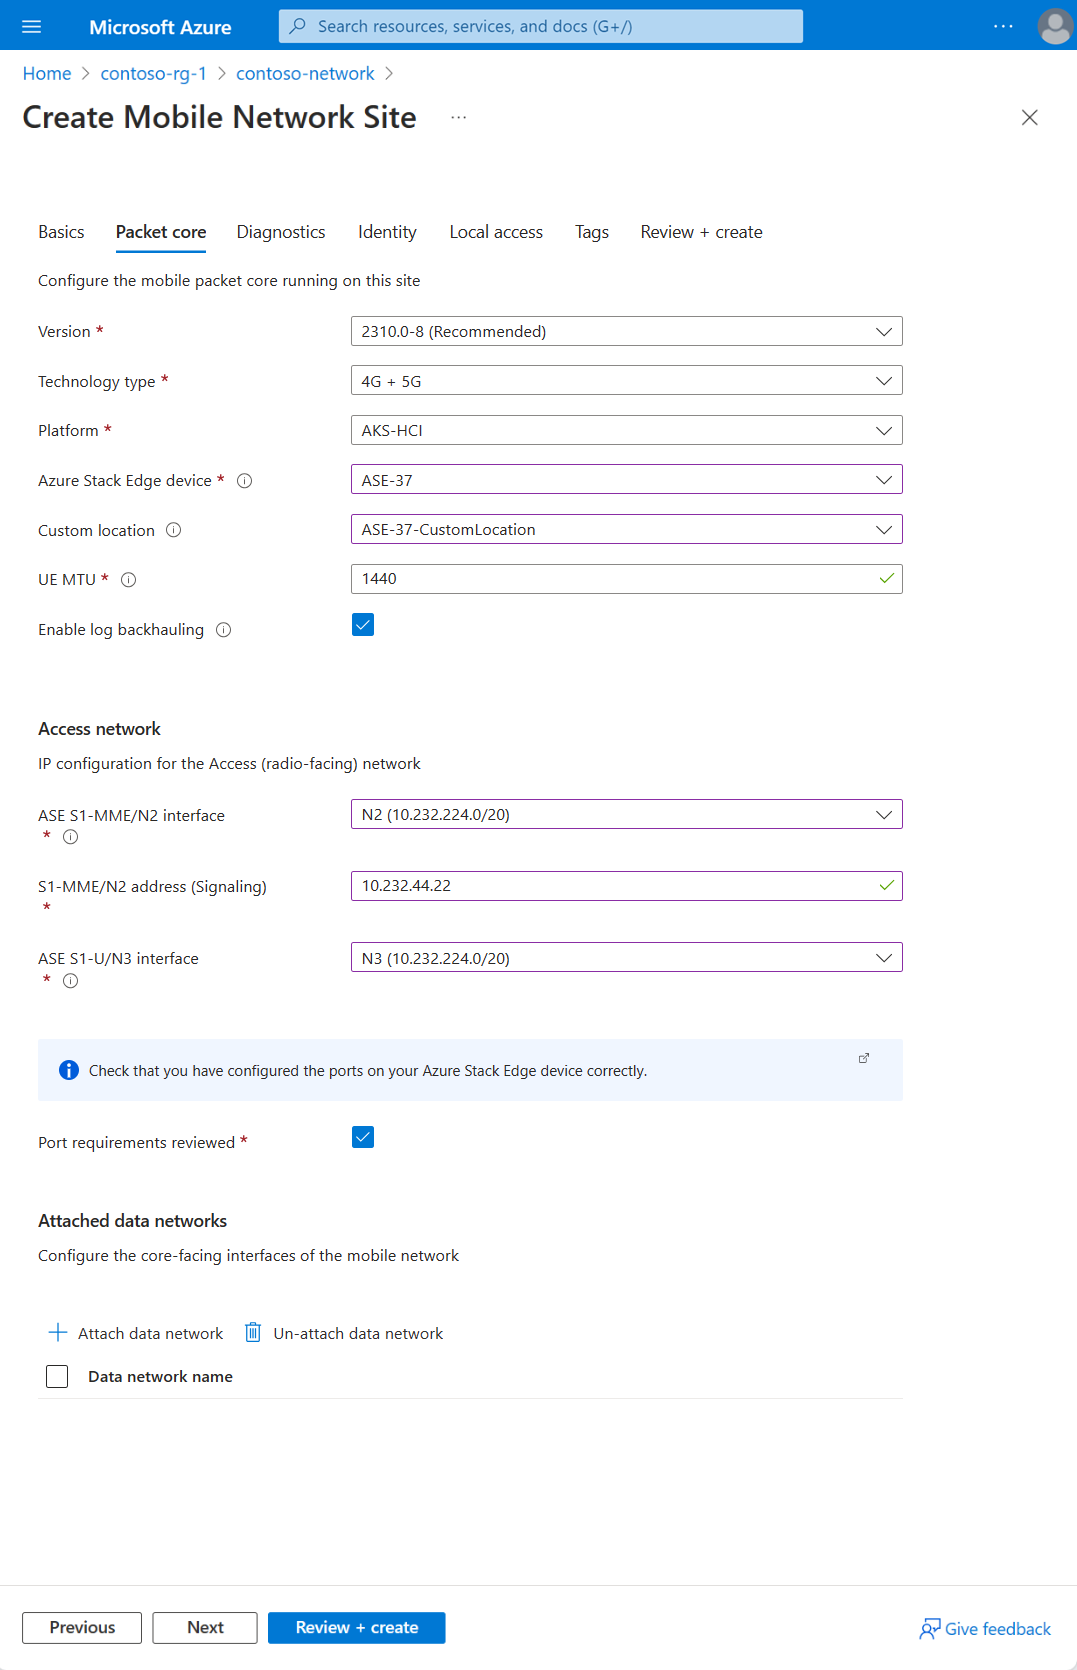 Microsoft Azure
Search resources, services, and docs (G+/)
Home > contoso-rg-1 > contoso-network >
Create Mobile Network Site ...
Basics Packet core Diagnostics Identity Local access Tags Review + create
Configure the mobile packet core running on this site
Version * 2310.0-8 (Recommended)
Technology type * 4G + 5G
Platform * AKS-HCI
Azure Stack Edge device * ASE-37
Custom location ASE-37-CustomLocation
UE MTU * 1440
Enable log backhauling
Access network
IP configuration for the Access (radio-facing) network
ASE S1-MME/N2 interface N2 (10.232.224.0/20)
*
S1-MME/N2 address (Signaling) 10.232.44.22
*
ASE S1-U/N3 interface N3 (10.232.224.0/20)
*
Check that you have configured the ports on your Azure Stack Edge device correctly.
Port requirements reviewed *
Attached data networks
Configure the core-facing interfaces of the mobile network
Attach data network Un-attach data network
Data network name
Previous Next Review + create Give feedback